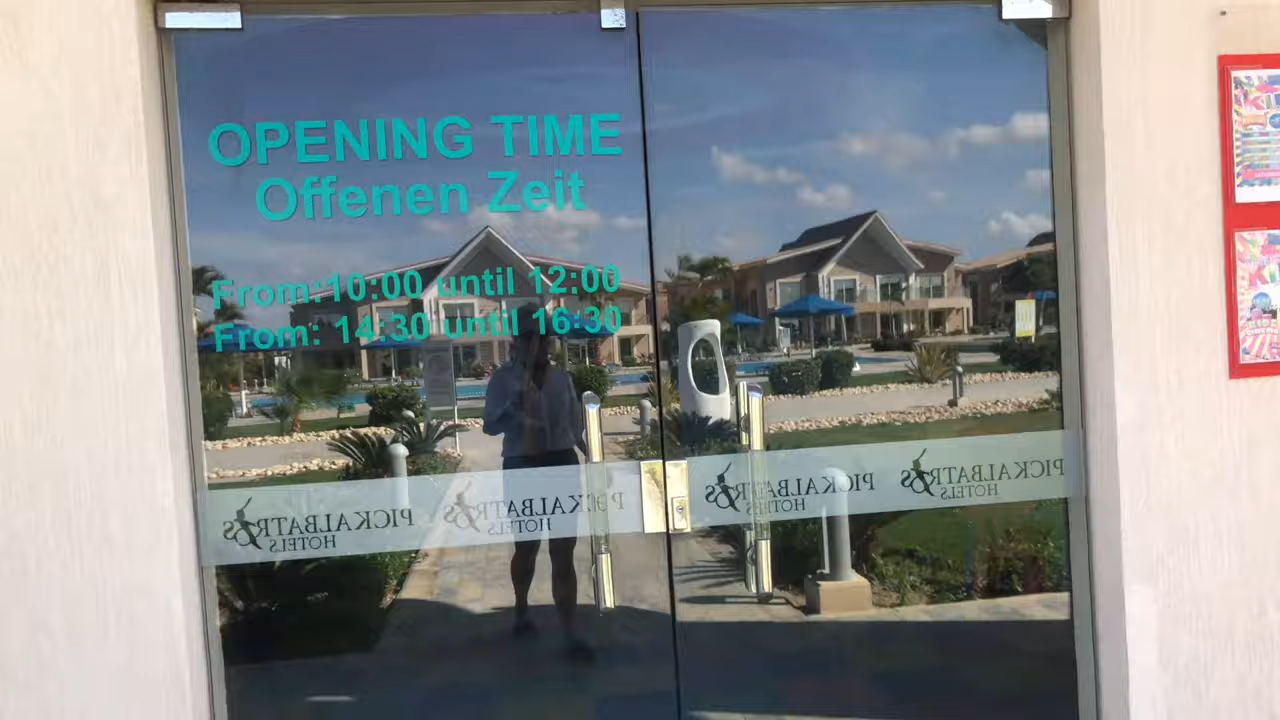 OPENING TIME
Offenen Zeit
From:10:00 until 12:00
From: 14:30 until 16:30
PICKALBATROS
HOTELS
PICKALBATROS
HOTELS
PICKALBATROS
HOTELS
PICKALBATROS
HOTELS